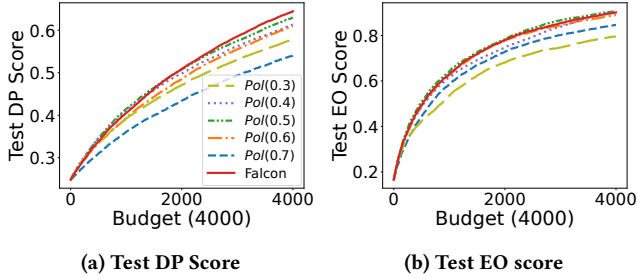 Test DP Score
0.6
0.5
0.4
0.3
Pol(0.3)
Pol(0.4)
Pol(0.5)
Pol(0.6)
Pol(0.7)
Falcon
0 2000 4000
Budget (4000)
(a) Test DP Score
Test EO Score
0.8
0.6
0.4
0.2
0 2000 4000
Budget (4000)
(b) Test EO score